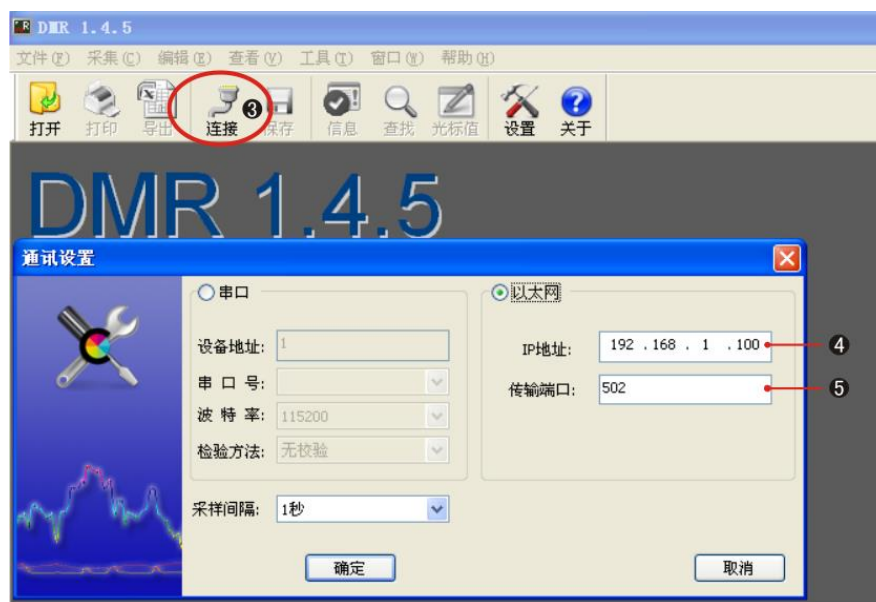 DMR 1.4.5
文件(F) 采集(C) 编辑(E) 查看(V) 工具(T) 窗口(W) 帮助(H)
打开 打印 导出 连接 ❸ 保存 信息 查找 光标值 设置 关于
DMR 1.4.5
通讯设置
串口
设备地址: 1
串 口 号:
波 特 率: 115200
检验方法: 无校验
采样间隔: 1秒
以太网
IP地址: 192 . 168 . 1 . 100 ❹
传输端口: 502 ❺
确定 取消